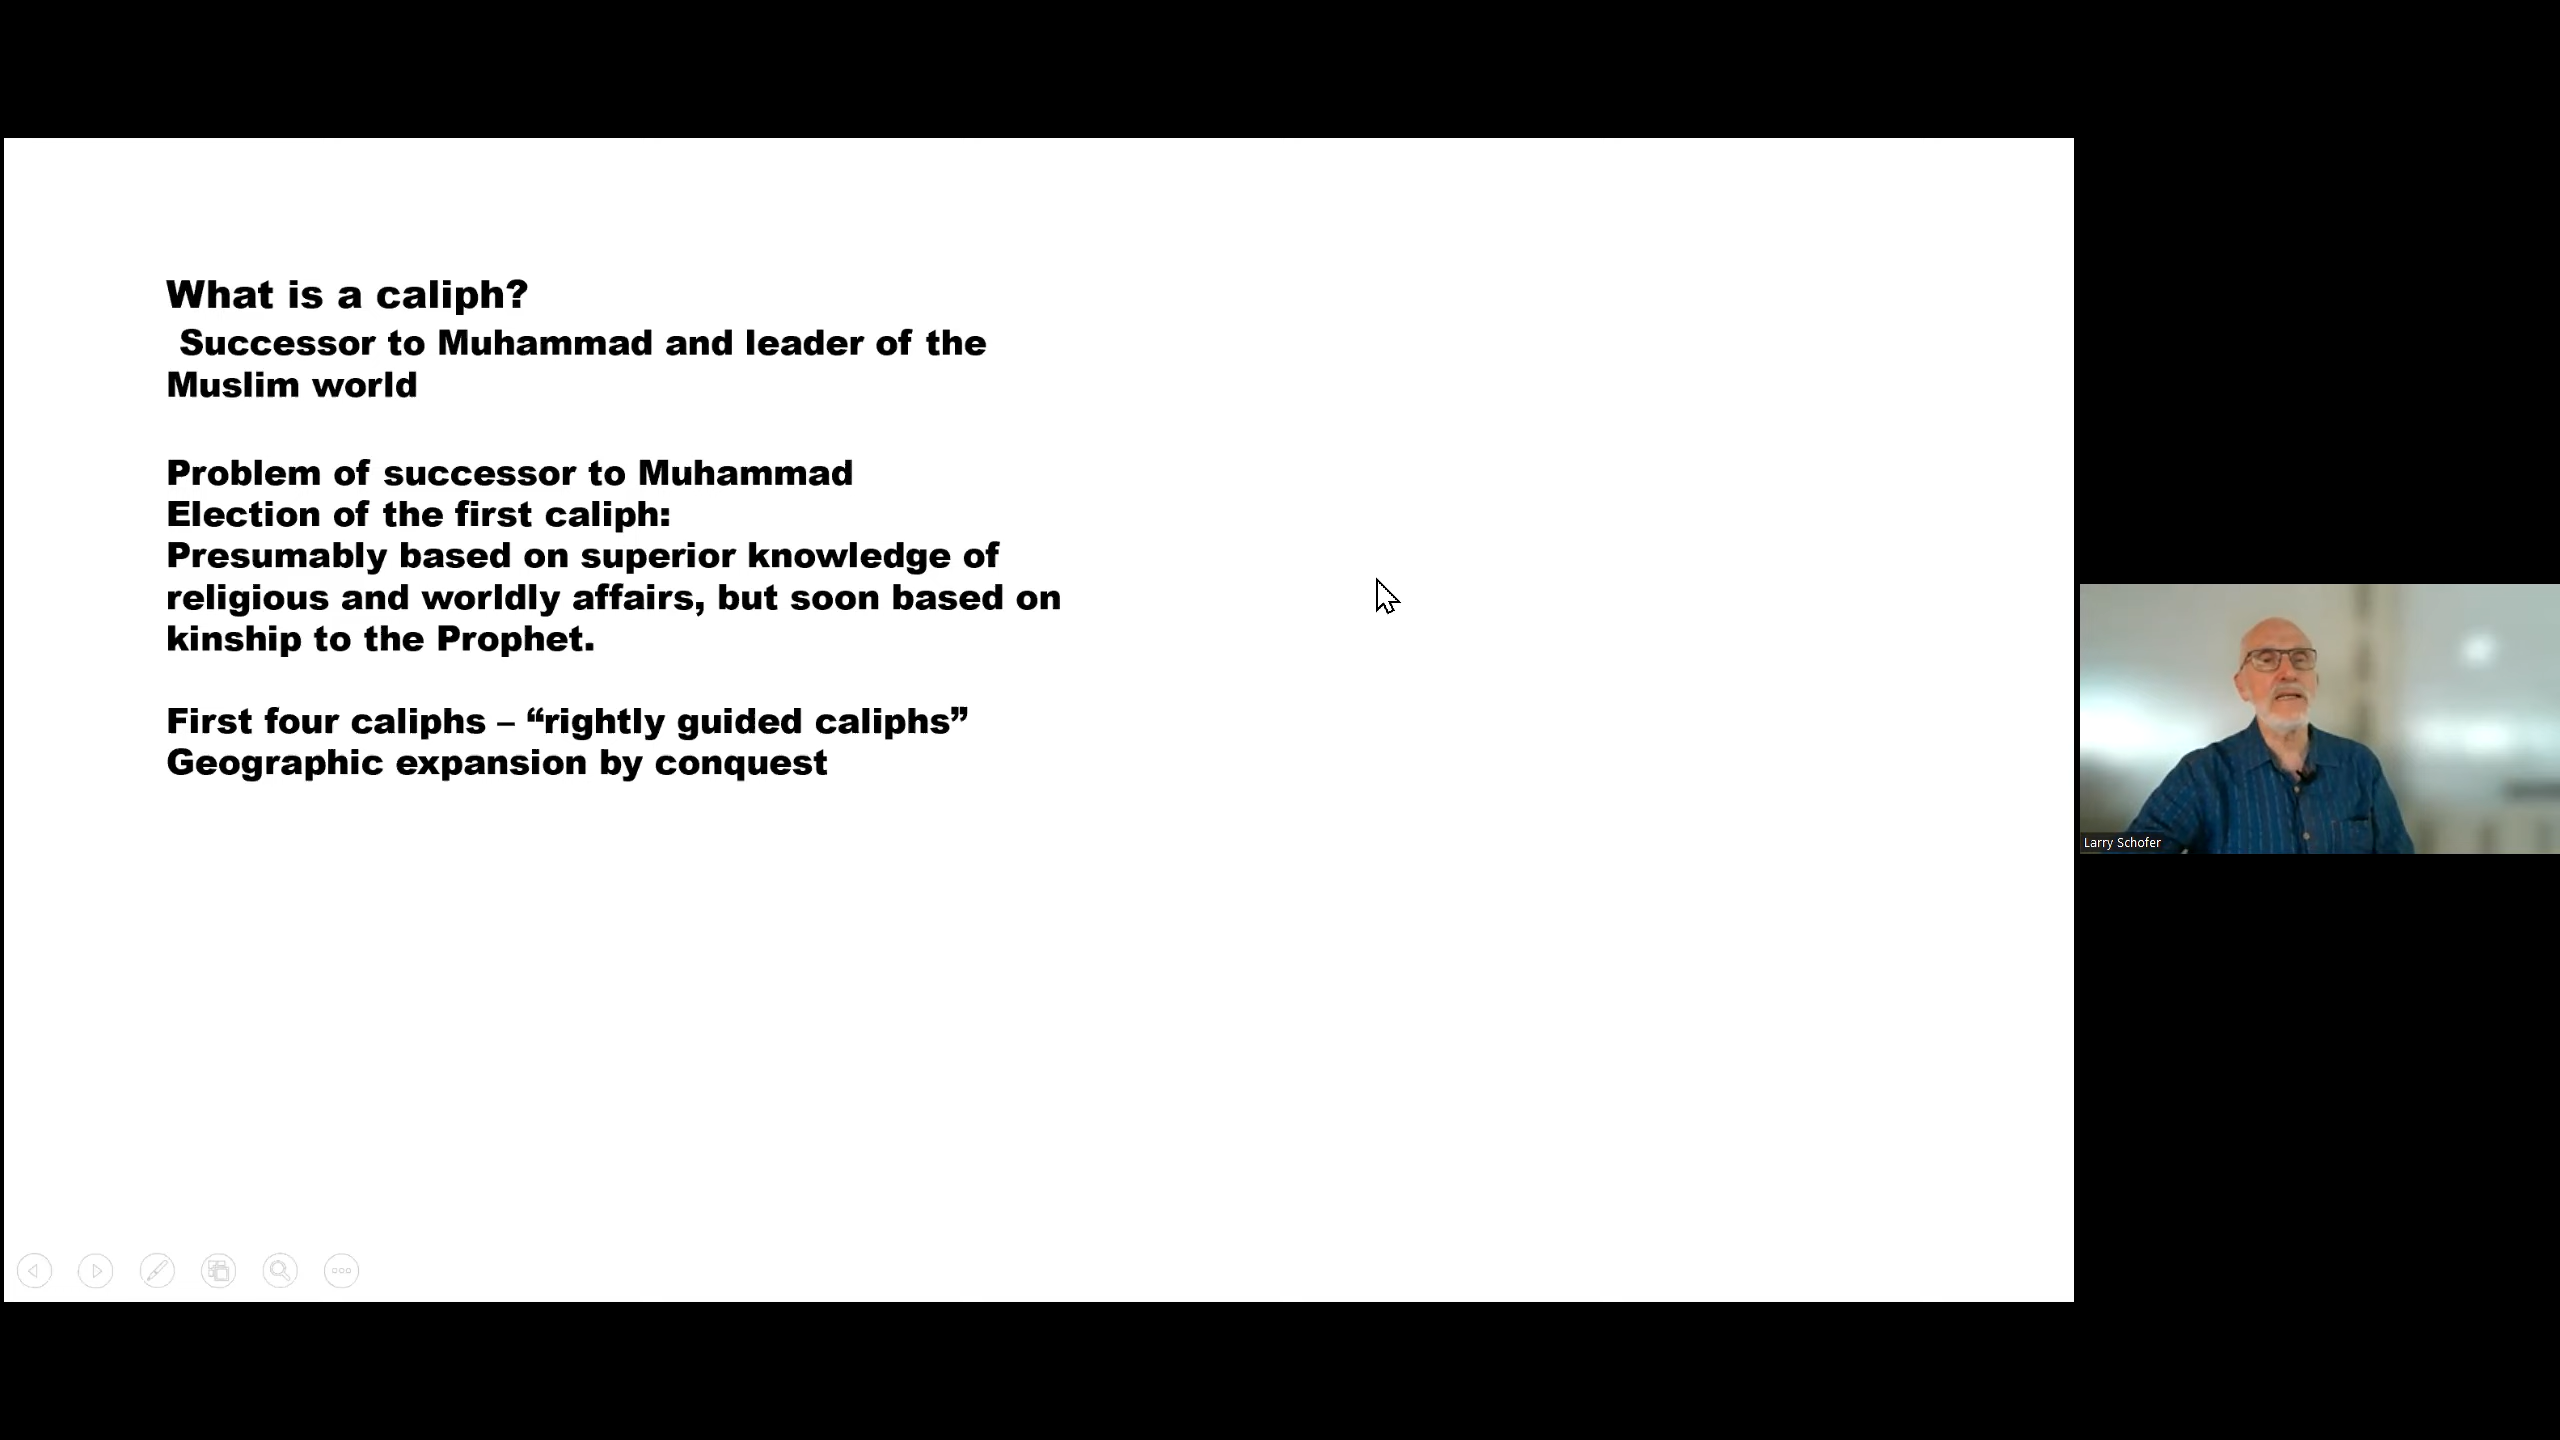 What is a caliph?
Successor to Muhammad and leader of the
Muslim world
Problem of successor to Muhammad
Election of the first caliph:
Presumably based on superior knowledge of
religious and worldly affairs, but soon based on
kinship to the Prophet.
First four caliphs – “rightly guided caliphs”
Geographic expansion by conquest
Larry Schofer